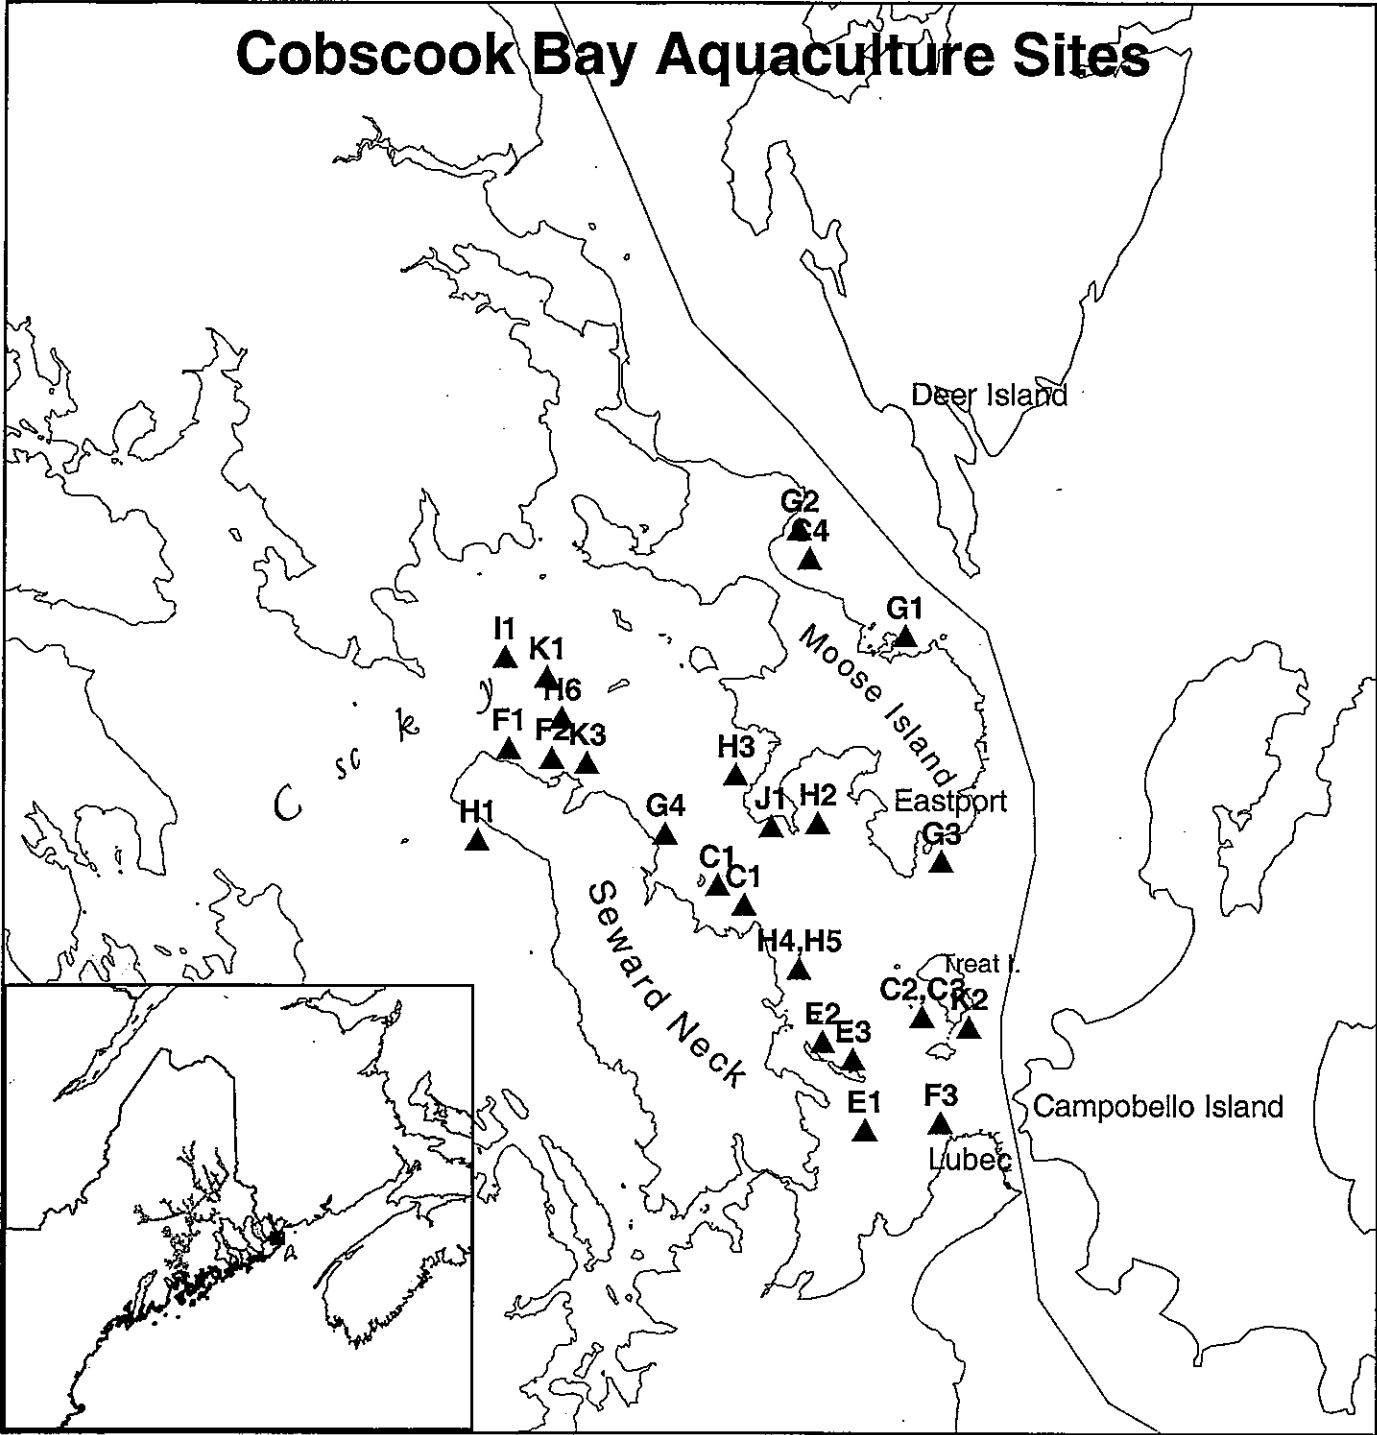 Cobscook Bay Aquaculture Sites
Deer Island
G2
C4
G1
Moose Island
I1
K1
H6
F1
F2
K3
H3
J1
H2
Eastport
G3
H1
G4
C1
C1
Seward Neck
H4,H5
Treat I.
C2,C3
K2
E2
E3
E1
F3
Campobello Island
Lubec